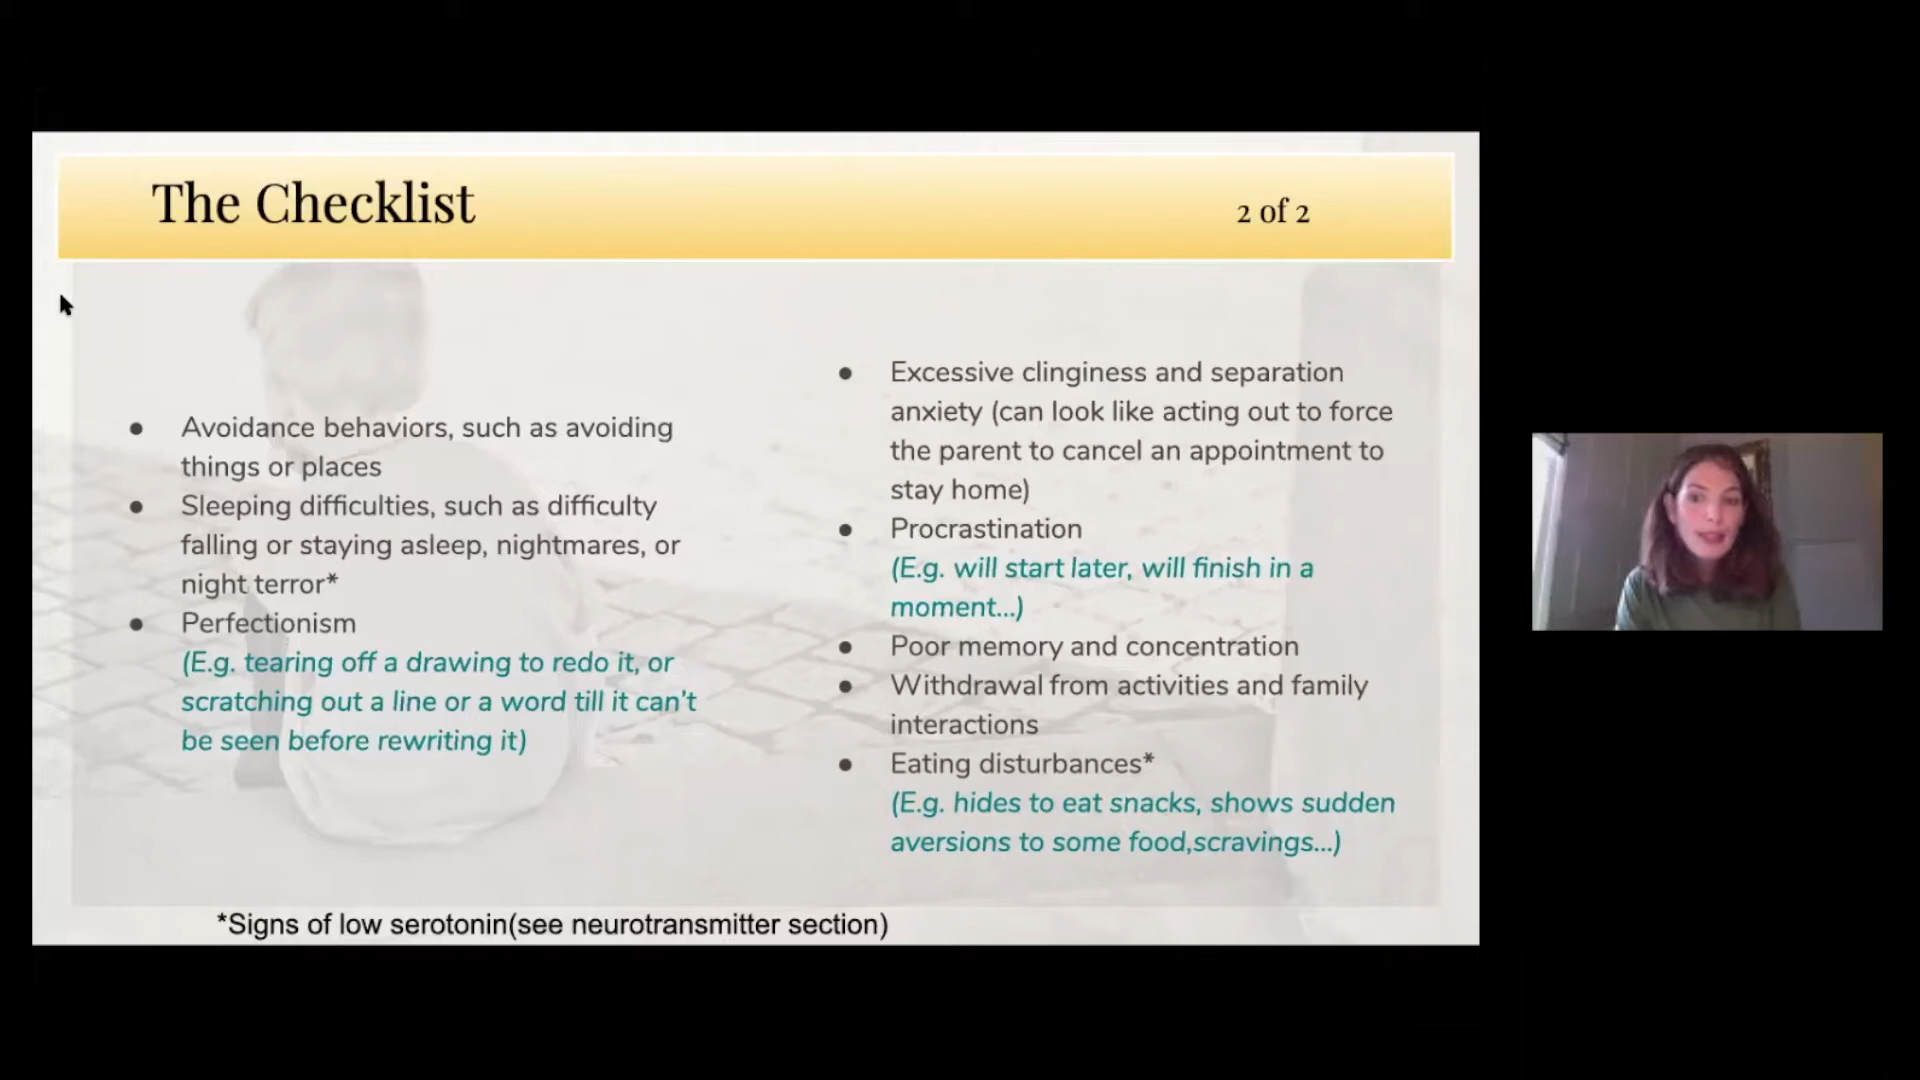 The Checklist
2 of 2
● Avoidance behaviors, such as avoiding
things or places
● Sleeping difficulties, such as difficulty
falling or staying asleep, nightmares, or
night terror*
● Perfectionism
(E.g. tearing off a drawing to redo it, or
scratching out a line or a word till it can't
be seen before rewriting it)
● Excessive clinginess and separation
anxiety (can look like acting out to force
the parent to cancel an appointment to
stay home)
● Procrastination
(E.g. will start later, will finish in a
moment...)
● Poor memory and concentration
● Withdrawal from activities and family
interactions
● Eating disturbances*
(E.g. hides to eat snacks, shows sudden
aversions to some food,scravings...)
*Signs of low serotonin(see neurotransmitter section)